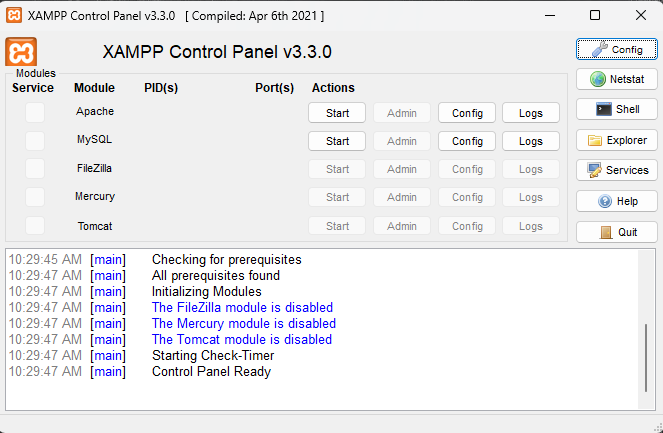 XAMPP Control Panel v3.3.0 [ Compiled: Apr 6th 2021 ]
XAMPP Control Panel v3.3.0
Config
Modules
Netstat
Service Module PID(s) Port(s) Actions
Apache Start Admin Config Logs
Shell
MySQL Start Admin Config Logs
Explorer
FileZilla Start Admin Config Logs
Services
Mercury Start Admin Config Logs
Help
Tomcat Start Admin Config Logs
Quit
10:29:45 AM [main] Checking for prerequisites
10:29:47 AM [main] All prerequisites found
10:29:47 AM [main] Initializing Modules
10:29:47 AM [main] The FileZilla module is disabled
10:29:47 AM [main] The Mercury module is disabled
10:29:47 AM [main] The Tomcat module is disabled
10:29:47 AM [main] Starting Check-Timer
10:29:47 AM [main] Control Panel Ready